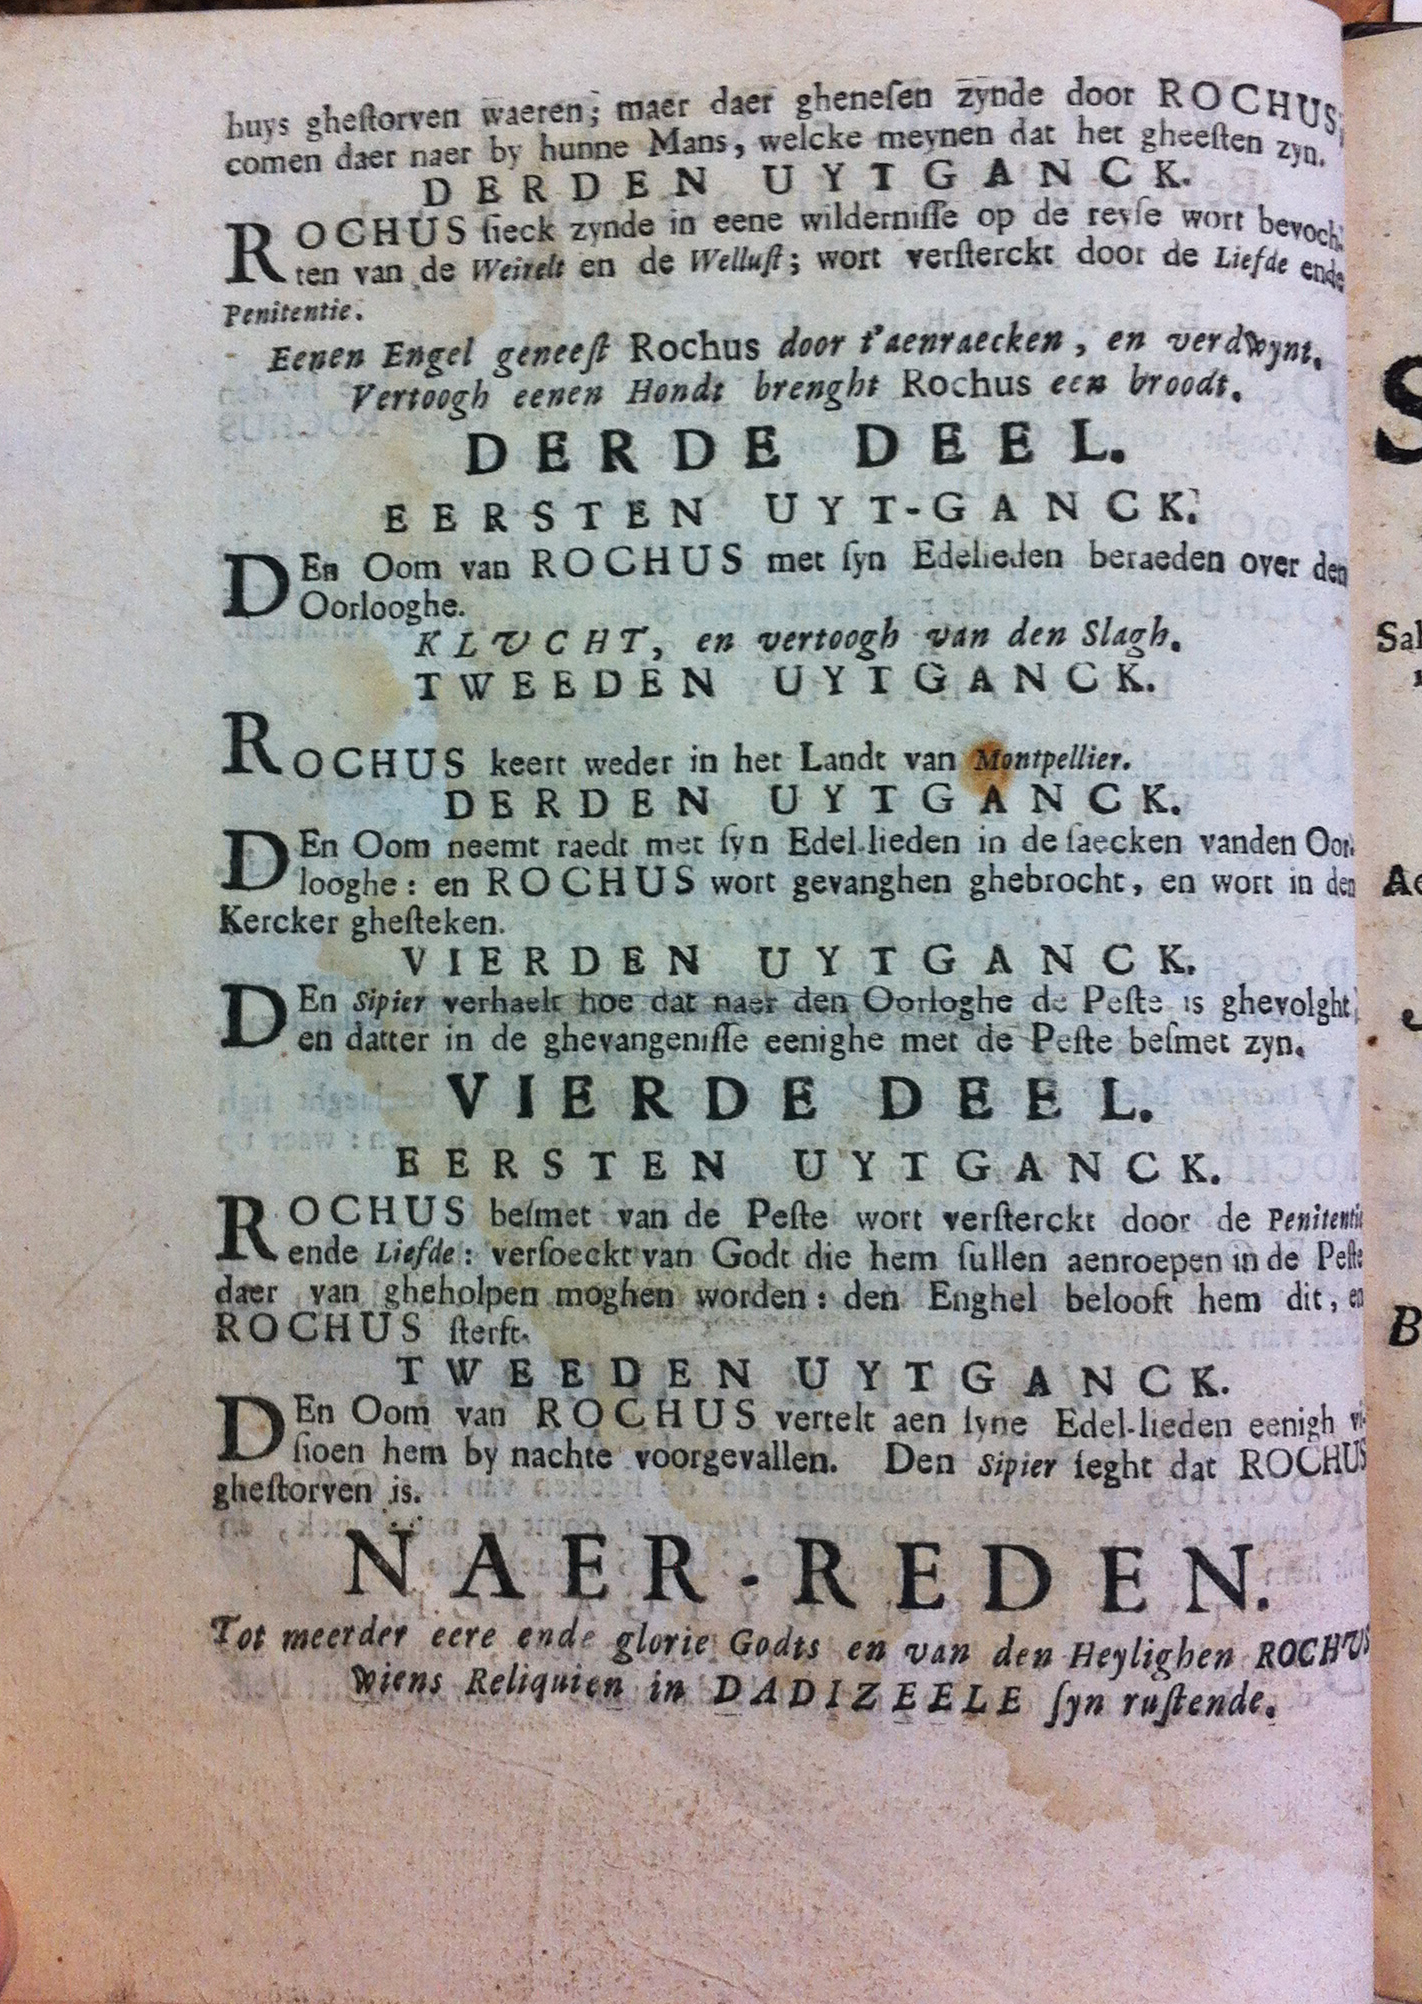 huys ghestorven waeren; maer daer ghenesen zynde door ROCHUS,
comen daer naer by hunne Mans, welcke meynen dat het gheesten zyn.
DERDEN UYTGANCK.
ROCHUS sieck zynde in eene wildernisse op de reyse wort bevoch-
ten van de Weirelt en de Wellust; wort versterckt door de Liefde ende
Penitentie.
Eenen Engel geneest Rochus door t'aenraecken, en verdwynt.
Vertoogh eenen Hondt brenght Rochus een broodt.
DERDE DEEL.
EERSTEN UYT-GANCK.
DEn Oom van ROCHUS met syn Edelieden beraeden over den
Oorlooghe.
KLUCHT, en vertoogh van den Slagh.
TWEEDEN UYTGANCK.
ROCHUS keert weder in het Landt van Montpellier.
DERDEN UYTGANCK.
DEn Oom neemt raedt met syn Edel-lieden in de saecken vanden Oor-
looghe: en ROCHUS wort gevanghen ghebrocht, en wort in den
Kercker ghesteken.
VIERDEN UYTGANCK.
DEn Sipier verhaelt hoe dat naer den Oorloghe de Peste is ghevolght,
en datter in de ghevangenisse eenighe met de Peste besmet zyn.
VIERDE DEEL.
EERSTEN UYTGANCK.
ROCHUS besmet van de Peste wort versterckt door de Penitentie
ende Liefde: versoeckt van Godt die hem sullen aenroepen in de Peste
daer van gheholpen moghen worden: den Enghel belooft hem dit, en
ROCHUS sterft.
TWEEDEN UYTGANCK.
DEn Oom van ROCHUS vertelt aen syne Edel-lieden eenigh vi-
sioen hem by nachte voorgevallen. Den Sipier seght dat ROCHUS
ghestorven is.
NAER-REDEN.
Tot meerder eere ende glorie Godts en van den Heylighen ROCHUS
wiens Reliquien in DADIZEELE syn rustende.